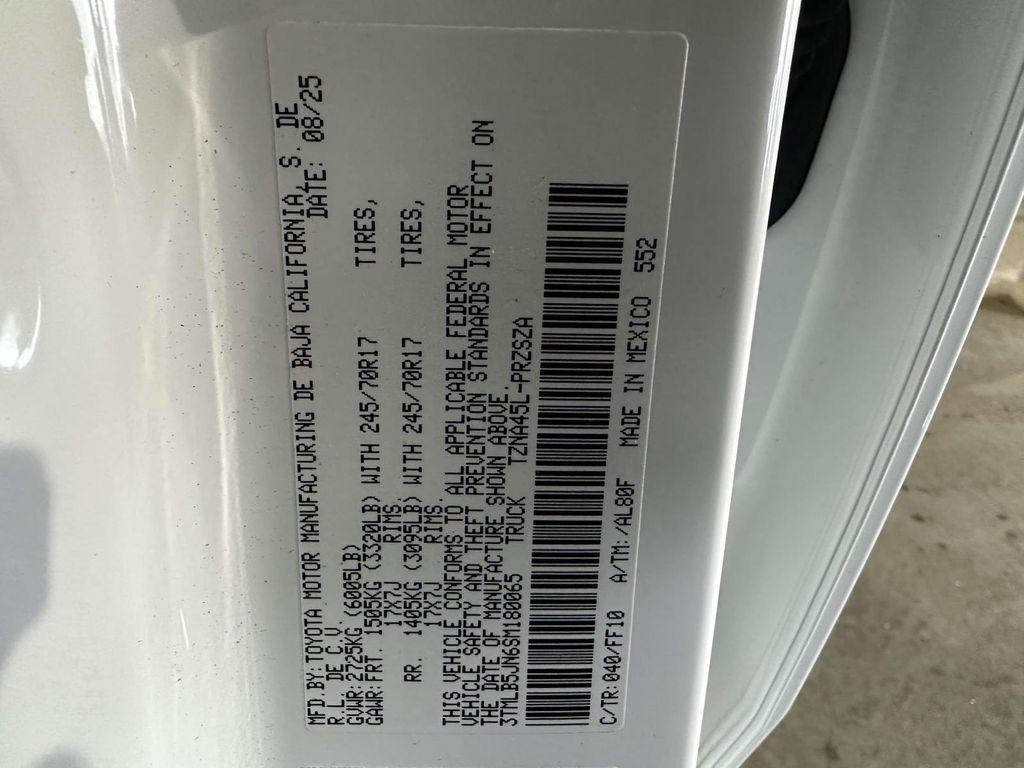 MFD.BY:TOYOTA MOTOR MANUFACTURING DE BAJA CALIFORNIA, S. DE
R.L. DE C.V. DATE: 08/25
GVWR:2725KG (6005LB)
GAWR:FRT. 1505KG (3320LB) WITH 245/70R17 TIRES,
17X7J RIMS.
RR. 1405KG (3095LB) WITH 245/70R17 TIRES,
17X7J RIMS.
THIS VEHICLE CONFORMS TO ALL APPLICABLE FEDERAL MOTOR
VEHICLE SAFETY AND THEFT PREVENTION STANDARDS IN EFFECT ON
THE DATE OF MANUFACTURE SHOWN ABOVE.
3TMLB5JN6SM180065 TRUCK TZNA45L-PRZSZA
C/TR:040/FF10 A/TM:/AL80F MADE IN MEXICO 552